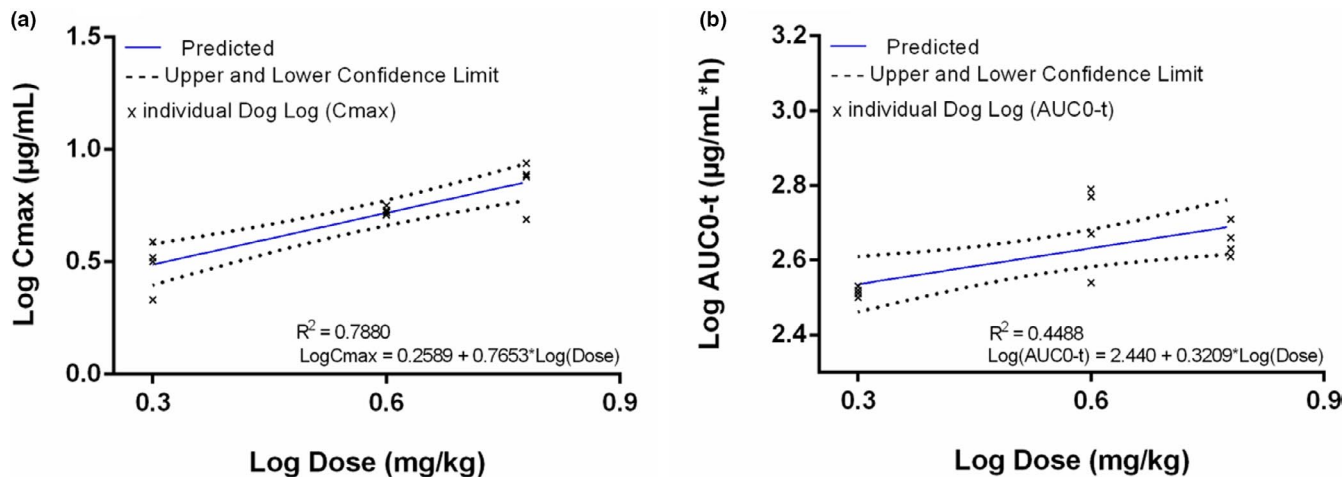 (a)
1.5
Predicted
Upper and Lower Confidence Limit
x individual Dog Log (Cmax)
1.0
0.5
0.0
Log Cmax (µg/mL)
R² = 0.7880
LogCmax = 0.2589 + 0.7653*Log(Dose)
0.3 0.6 0.9
Log Dose (mg/kg)
(b)
3.2
Predicted
Upper and Lower Confidence Limit
x individual Dog Log (AUC0-t)
3.0
2.8
2.6
2.4
Log AUC0-t (µg/mL*h)
R² = 0.4488
Log(AUC0-t) = 2.440 + 0.3209*Log(Dose)
0.3 0.6 0.9
Log Dose (mg/kg)